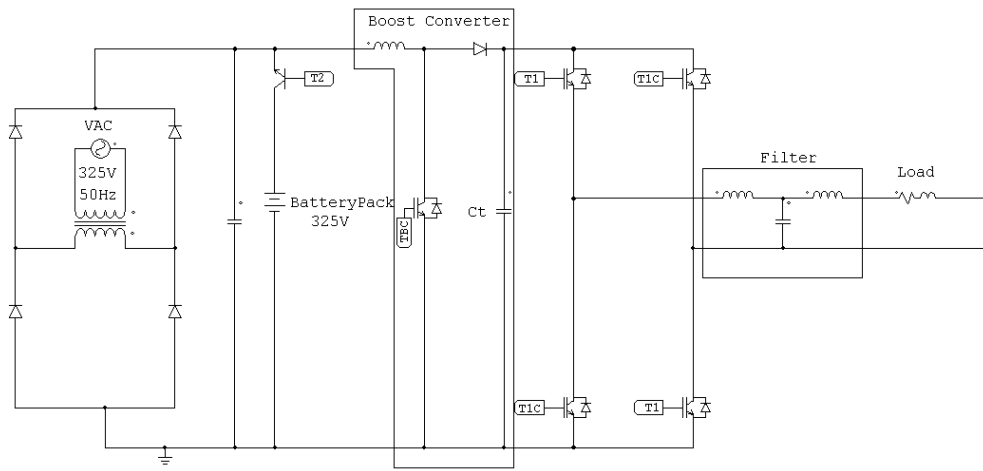 Boost Converter
T2
T1
T1C
VAC
325V
50Hz
Filter
Load
BatteryPack
325V
TBC
Ct
T1C
T1